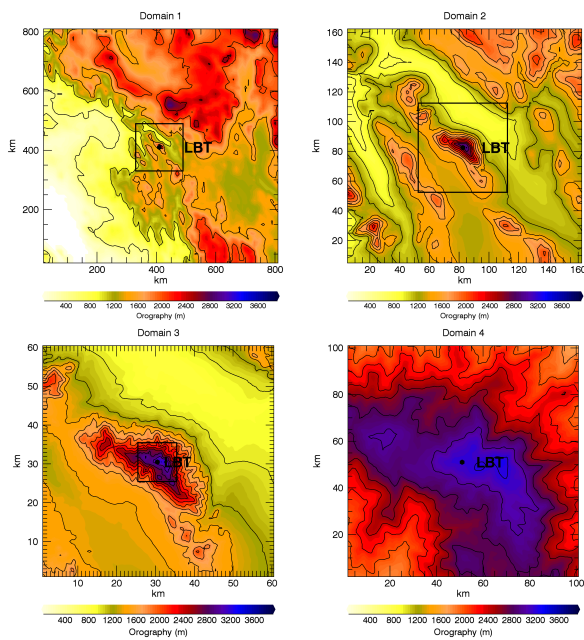 Domain 1
800
600
400
200
km
LBT
200 400 600 800
km
400 800 1200 1600 2000 2400 2800 3200 3600
Orography (m)
Domain 2
160
140
120
100
80
60
40
20
km
LBT
20 40 60 80 100 120 140 160
km
400 800 1200 1600 2000 2400 2800 3200 3600
Orography (m)
Domain 3
60
50
40
30
20
10
km
LBT
10 20 30 40 50 60
km
400 800 1200 1600 2000 2400 2800 3200 3600
Orography (m)
Domain 4
100
80
60
40
20
km
LBT
20 40 60 80 100
km
400 800 1200 1600 2000 2400 2800 3200 3600
Orography (m)